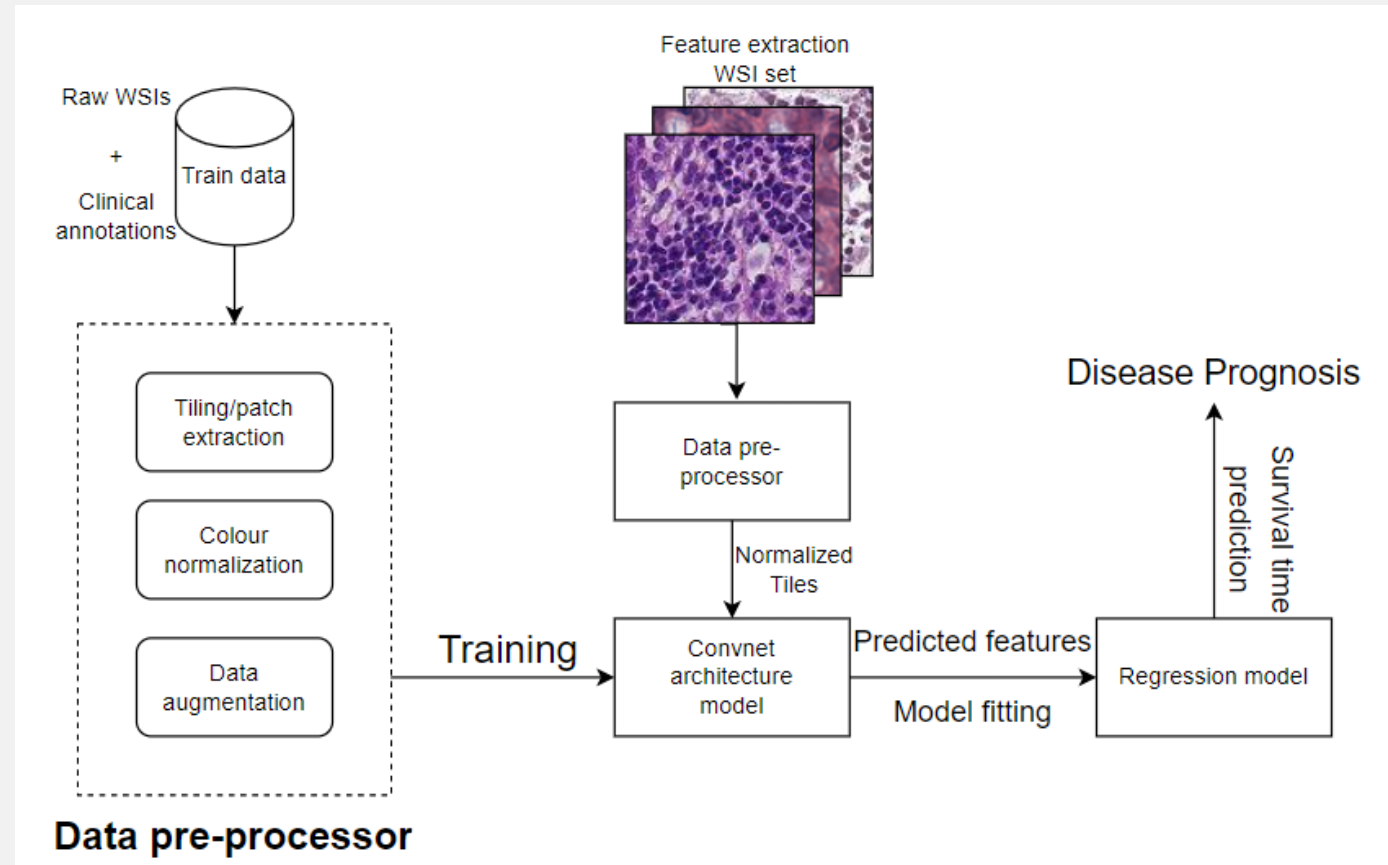 Raw WSIs
+
Clinical
annotations
Train data
Tiling/patch
extraction
Colour
normalization
Data
augmentation
Data pre-processor
Training
Feature extraction
WSI set
Data pre-
processor
Normalized
Tiles
Convnet
architecture
model
Predicted features
Model fitting
Regression model
Survival time
prediction
Disease Prognosis